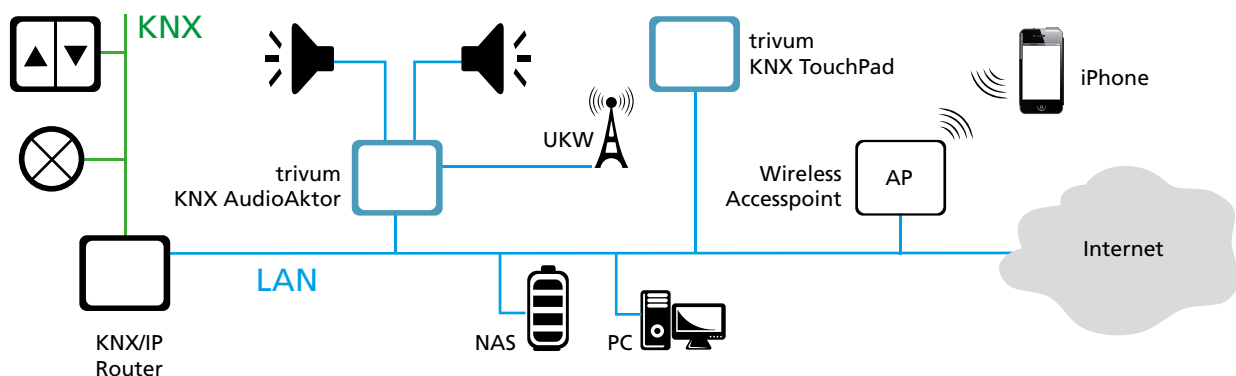 KNX
trivum
KNX TouchPad
iPhone
UKW
trivum
KNX AudioAktor
Wireless
Accesspoint
AP
Internet
LAN
NAS
PC
KNX/IP
Router